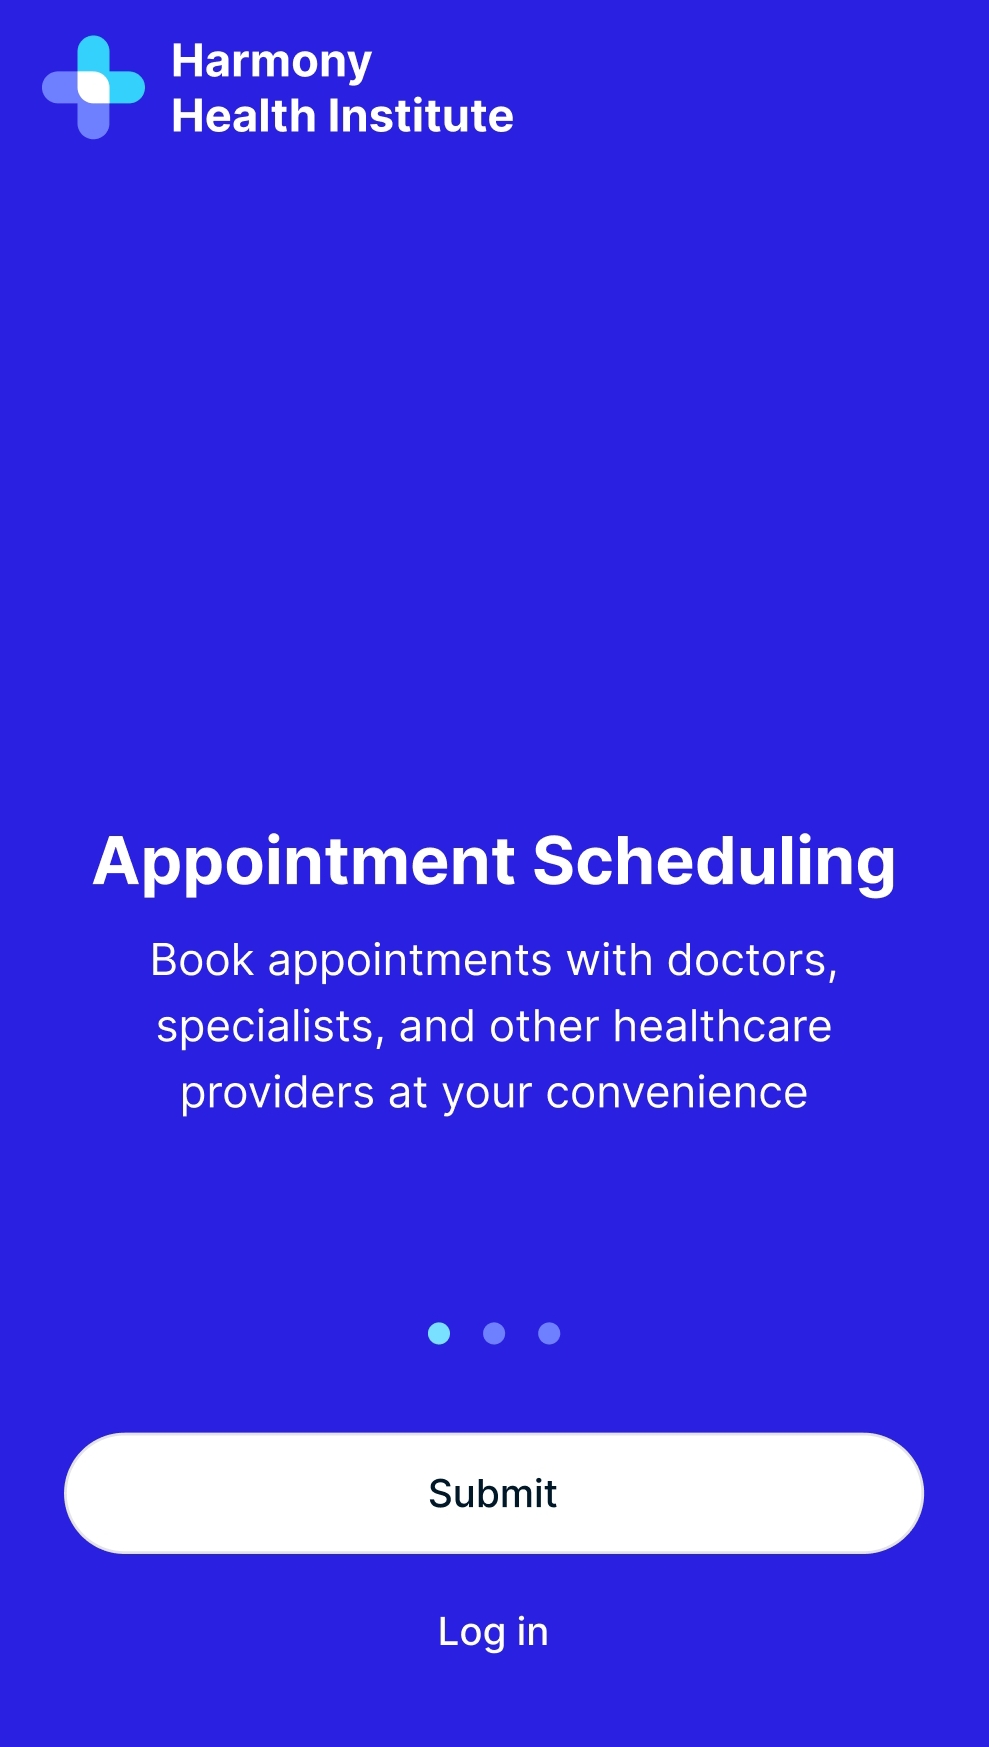 Harmony
Health Institute
Appointment Scheduling
Book appointments with doctors,
specialists, and other healthcare
providers at your convenience
Submit
Log in